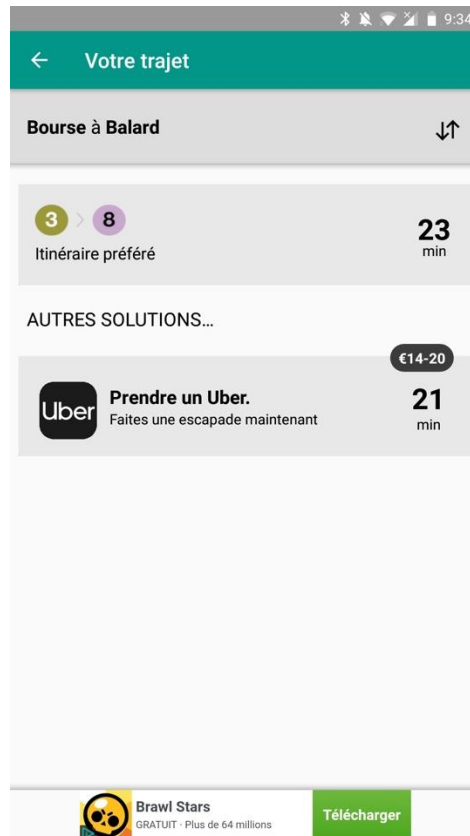 9:34
Votre trajet
Bourse à Balard
3 > 8
23
Itinéraire préféré
min
AUTRES SOLUTIONS…
€14-20
Uber
Prendre un Uber.
21
Faites une escapade maintenant
min
Brawl Stars
GRATUIT · Plus de 64 millions
Télécharger